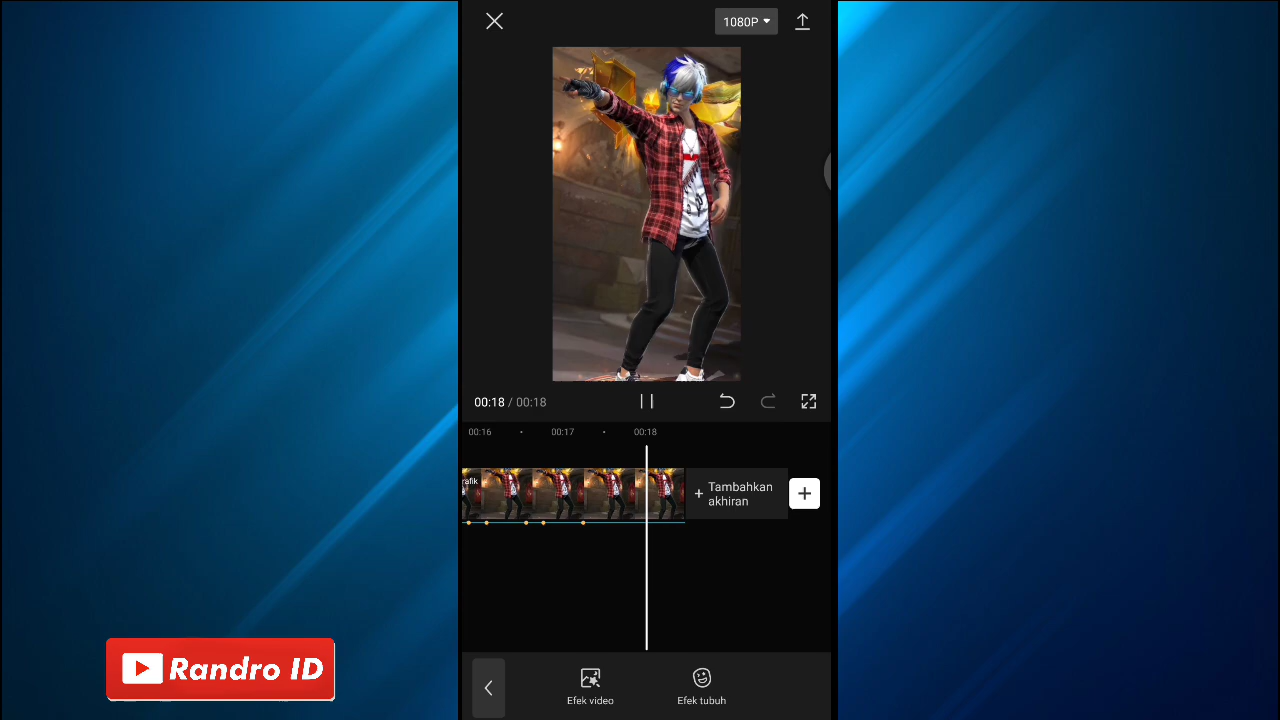 1080P
00:18 / 00:18
00:16
00:17
00:18
rafik
+ Tambahkan
akhiran
Efek video
Efek tubuh
Randro ID